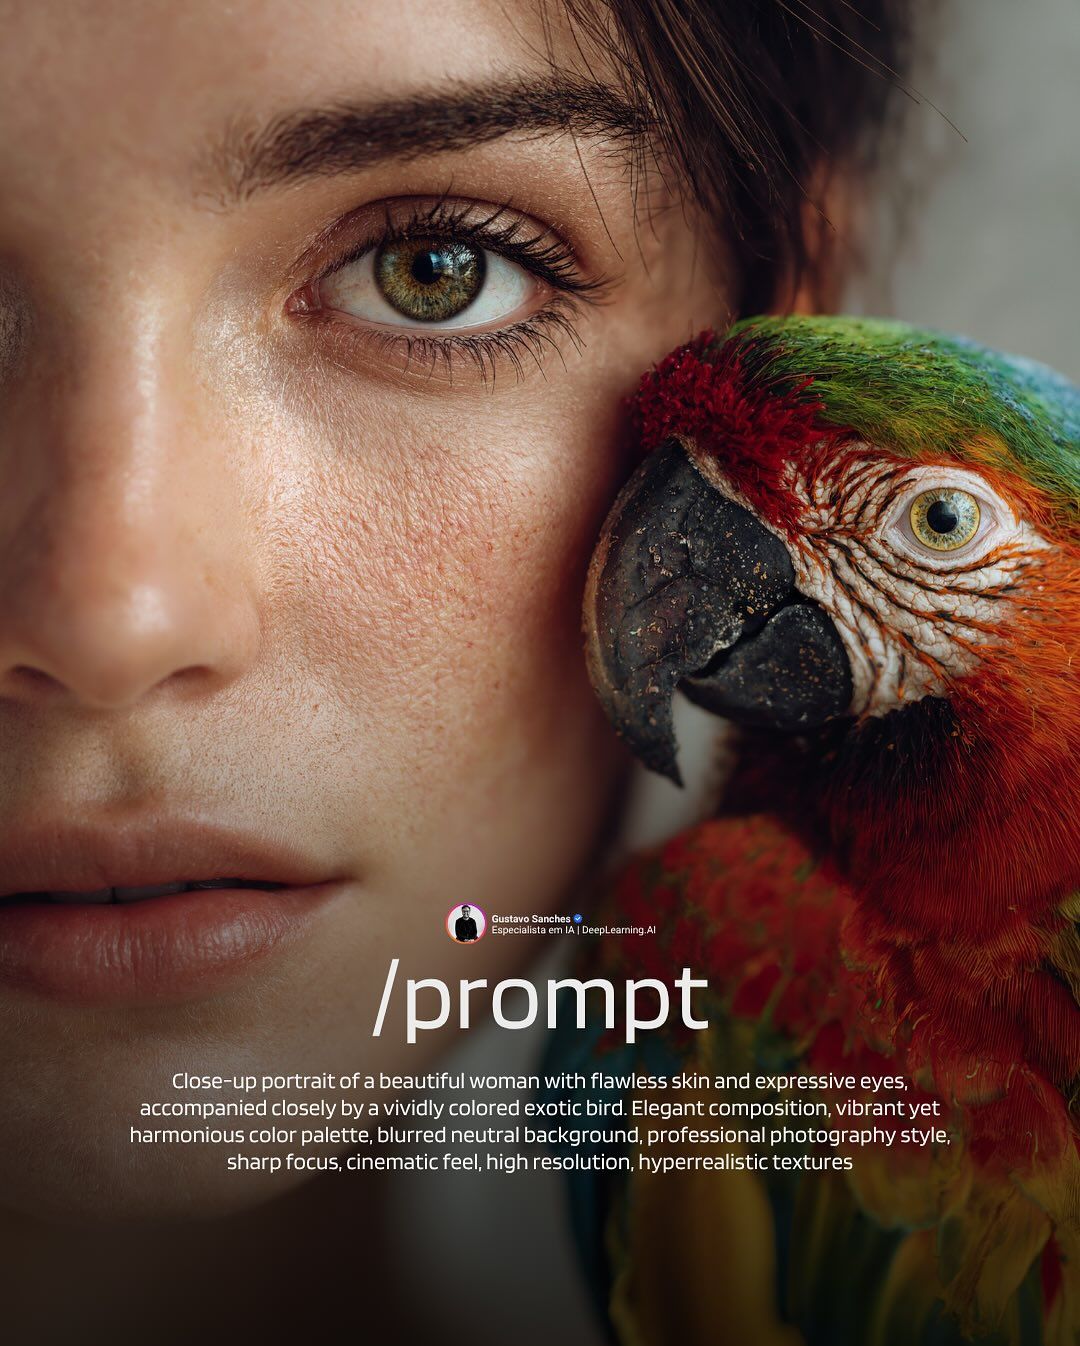 Gustavo Sanches
Especialista em IA | DeepLearning.AI
/prompt
Close-up portrait of a beautiful woman with flawless skin and expressive eyes,
accompanied closely by a vividly colored exotic bird. Elegant composition, vibrant yet
harmonious color palette, blurred neutral background, professional photography style,
sharp focus, cinematic feel, high resolution, hyperrealistic textures